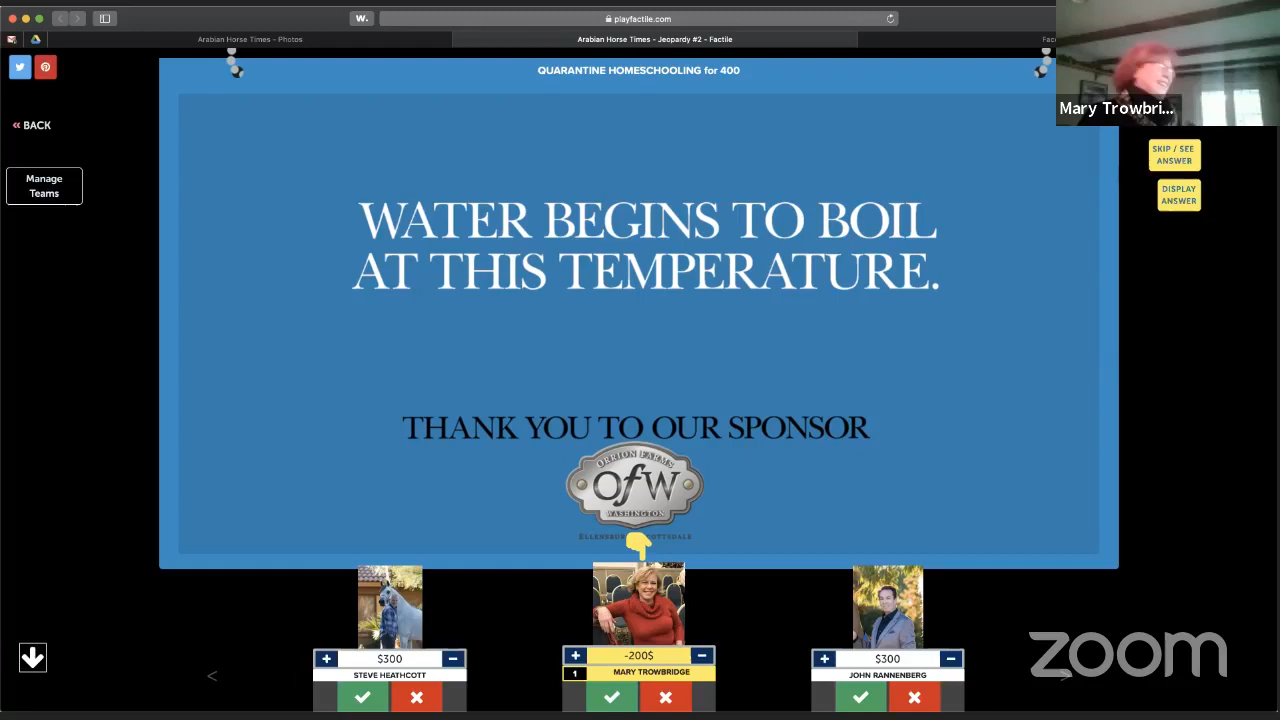 W.
playfactile.com
Arabian Horse Times - Photos
Arabian Horse Times - Jeopardy #2 - Factile
QUARANTINE HOMESCHOOLING for 400
Mary Trowbri...
« BACK
Manage
Teams
SKIP / SEE
ANSWER
DISPLAY
ANSWER
WATER BEGINS TO BOIL
AT THIS TEMPERATURE.
THANK YOU TO OUR SPONSOR
ORRION FARMS
OFW
WASHINGTON
$300
STEVE HEATHCOTT
-200$
1
MARY TROWBRIDGE
$300
JOHN RANNENBERG
zoom